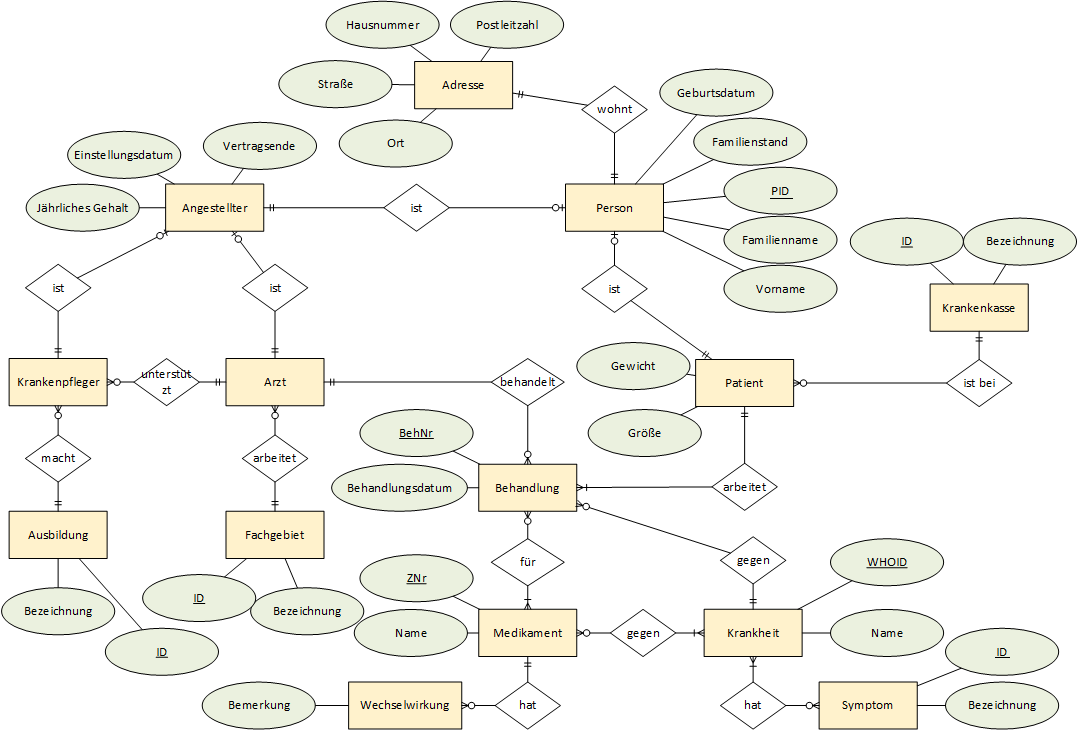 Hausnummer
Postleitzahl
Straße
Adresse
Geburtsdatum
wohnt
Ort
Familienstand
Einstellungsdatum
Vertragsende
PID
Jährliches Gehalt
Angestellter
ist
Person
Familienname
ID
Bezeichnung
ist
ist
ist
Vorname
Krankenkasse
Gewicht
Krankenpfleger
unterstüt
zt
Arzt
behandelt
Patient
ist bei
BehNr
Größe
macht
arbeitet
Behandlungsdatum
Behandlung
arbeitet
Ausbildung
Fachgebiet
für
gegen
WHOID
ZNr
ID
Bezeichnung
Bezeichnung
Name
Medikament
gegen
Krankheit
Name
ID
ID
Bemerkung
Wechselwirkung
hat
hat
Symptom
Bezeichnung